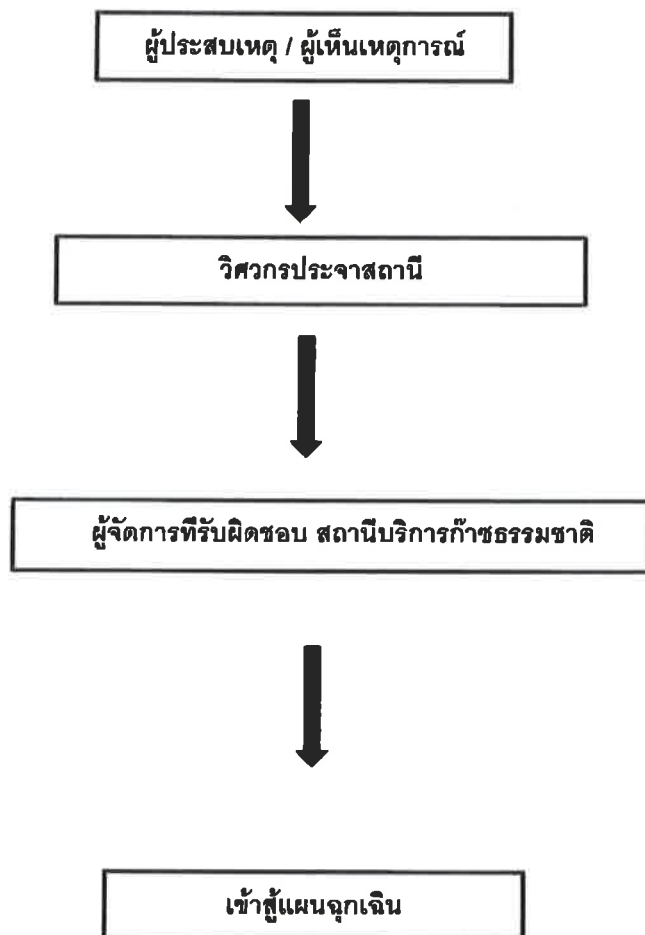 ผู้ประสบเหตุ / ผู้เห็นเหตุการณ์
วิศวกรประจำสถานี
ผู้จัดการที่รับผิดชอบ สถานีบริการก๊าซธรรมชาติ
เข้าสู่แผนฉุกเฉิน